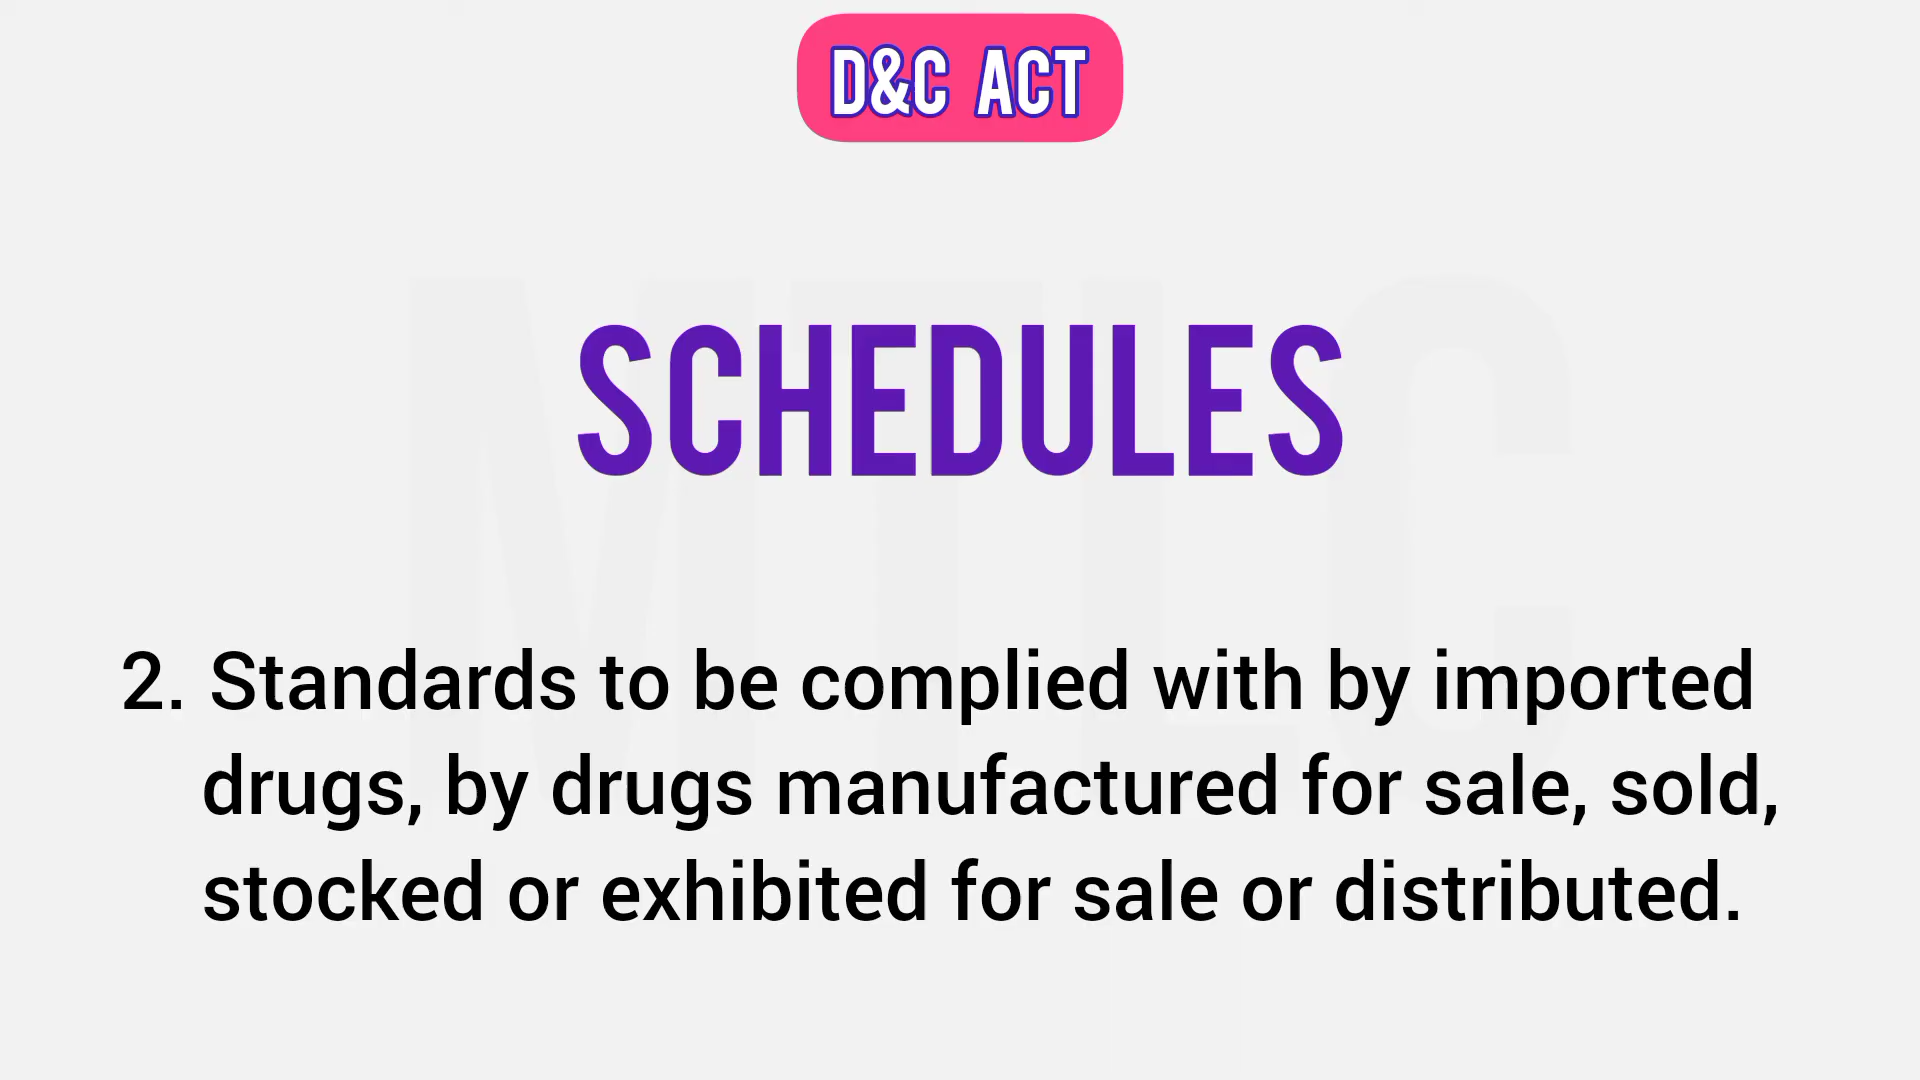 D&C ACT
MTLC
SCHEDULES
2. Standards to be complied with by imported
drugs, by drugs manufactured for sale, sold,
stocked or exhibited for sale or distributed.